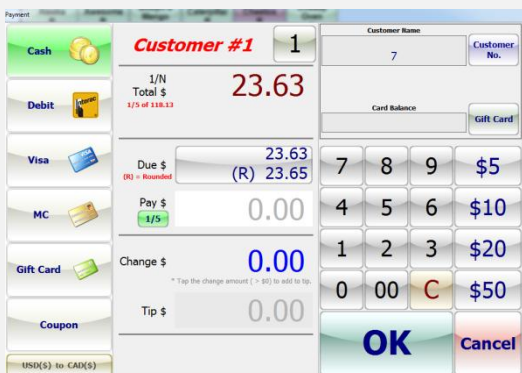 Payment
Cash
Debit
Interac
Visa
MC
Gift Card
Coupon
USD($) to CAD($)
Customer #1
1
1/N
Total $
1/5 of 118.13
23.63
Due $
(R) = Rounded
23.63
(R) 23.65
Pay $
1/5
0.00
Change $
0.00
* Tap the change amount ( > $0) to add to tip.
Tip $
0.00
Customer Name
7
Customer No.
Card Balance
Gift Card
7 8 9 $5
4 5 6 $10
1 2 3 $20
0 00 C $50
OK
Cancel